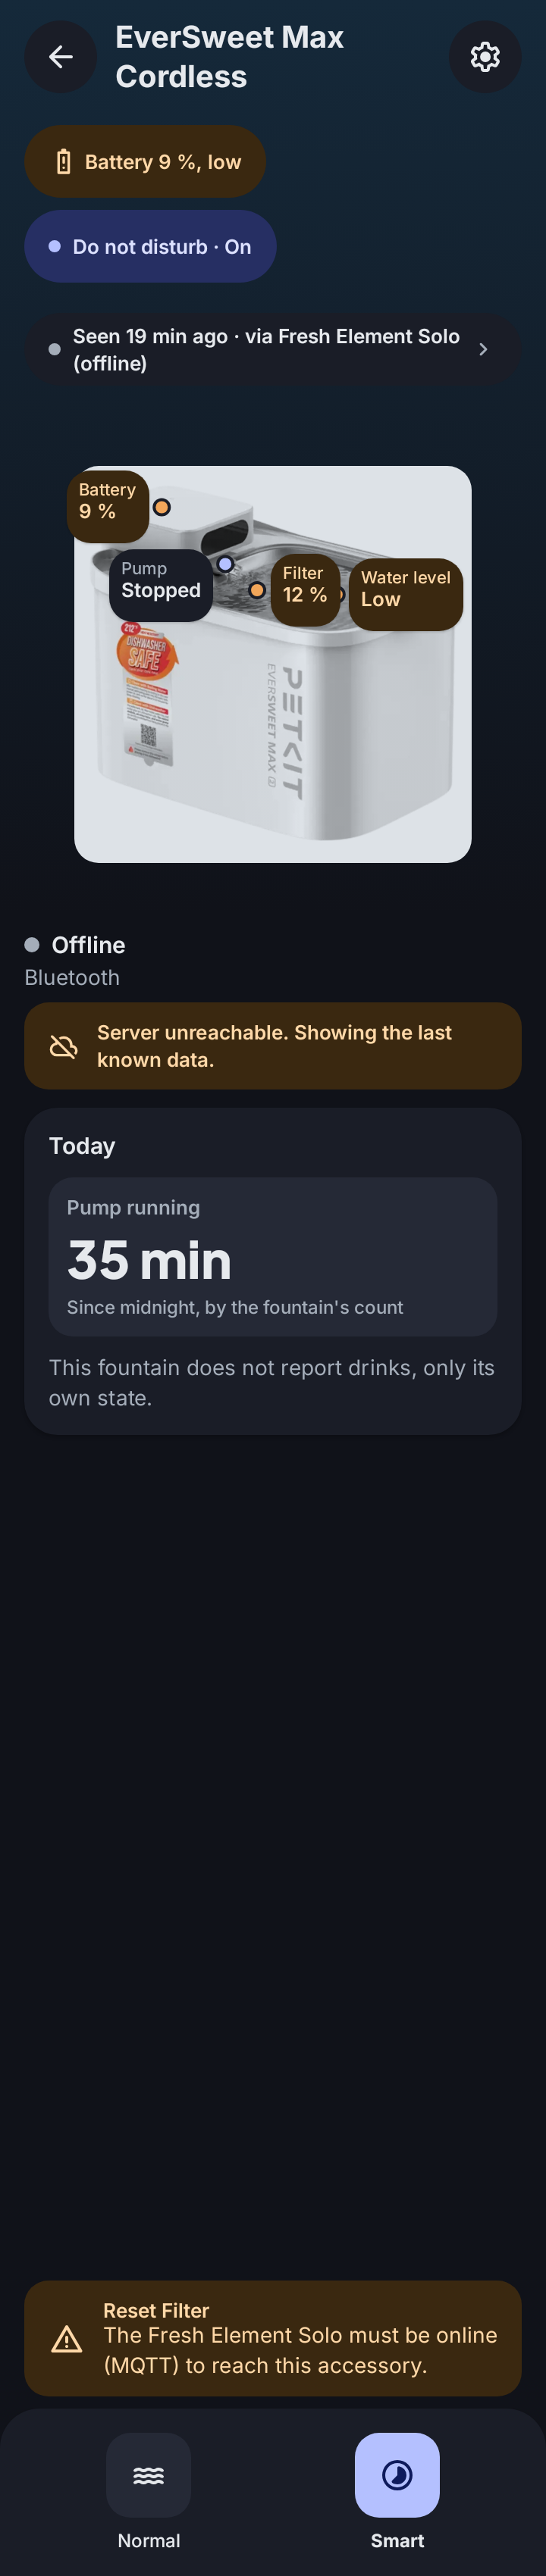 EverSweet Max
Cordless
Battery 9 %, low
Do not disturb · On
Seen 19 min ago · via Fresh Element Solo
(offline)
Battery
9 %
Pump
Stopped
Filter
12 %
Water level
Low
DISHWASHER
SAFE
PETKIT
EVERSWEET MAX
Offline
Bluetooth
Server unreachable. Showing the last
known data.
Today
Pump running
35 min
Since midnight, by the fountain's count
This fountain does not report drinks, only its
own state.
Reset Filter
The Fresh Element Solo must be online
(MQTT) to reach this accessory.
Normal
Smart